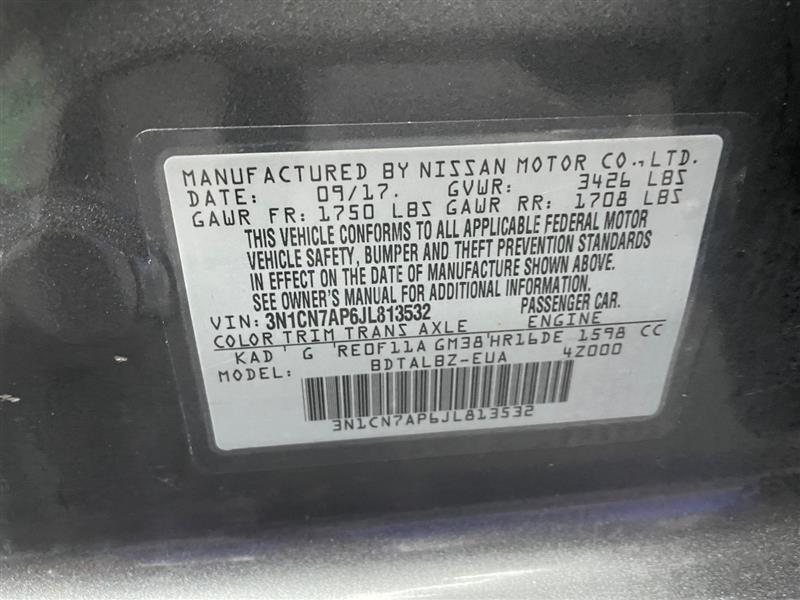 MANUFACTURED BY NISSAN MOTOR CO., LTD.
DATE: 09/17. GVWR: 3426 LBS
GAWR FR: 1750 LBS GAWR RR: 1708 LBS
THIS VEHICLE CONFORMS TO ALL APPLICABLE FEDERAL MOTOR
VEHICLE SAFETY, BUMPER AND THEFT PREVENTION STANDARDS
IN EFFECT ON THE DATE OF MANUFACTURE SHOWN ABOVE.
SEE OWNER'S MANUAL FOR ADDITIONAL INFORMATION.
VIN: 3N1CN7AP6JL813532 PASSENGER CAR.
COLOR TRIM TRANS AXLE ENGINE
KAD ' G 'RE0F11A GM38'HR16DE 1598 CC
MODEL: BDTALBZ-EUA 4Z000
3N1CN7AP6JL813532